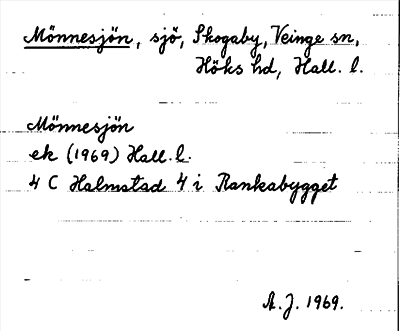 Mönnesjön, sjö, Skogaby, Veinge sn,
Höks hd, Hall. l.
Mönnesjön
ek (1969) Hall. l.
4 C Halmstad 4 i Rankabygget
A. J. 1969.